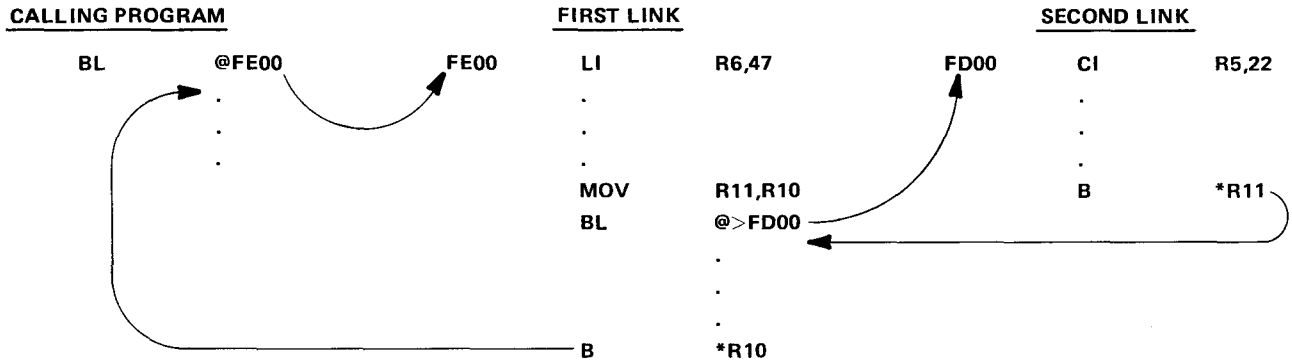 CALLING PROGRAM FIRST LINK SECOND LINK
BL @FE00 FE00 LI R6,47 FD00 CI R5,22
. . .
. . .
. . .
MOV R11,R10 B *R11
BL @>FD00
.
.
.
B *R10